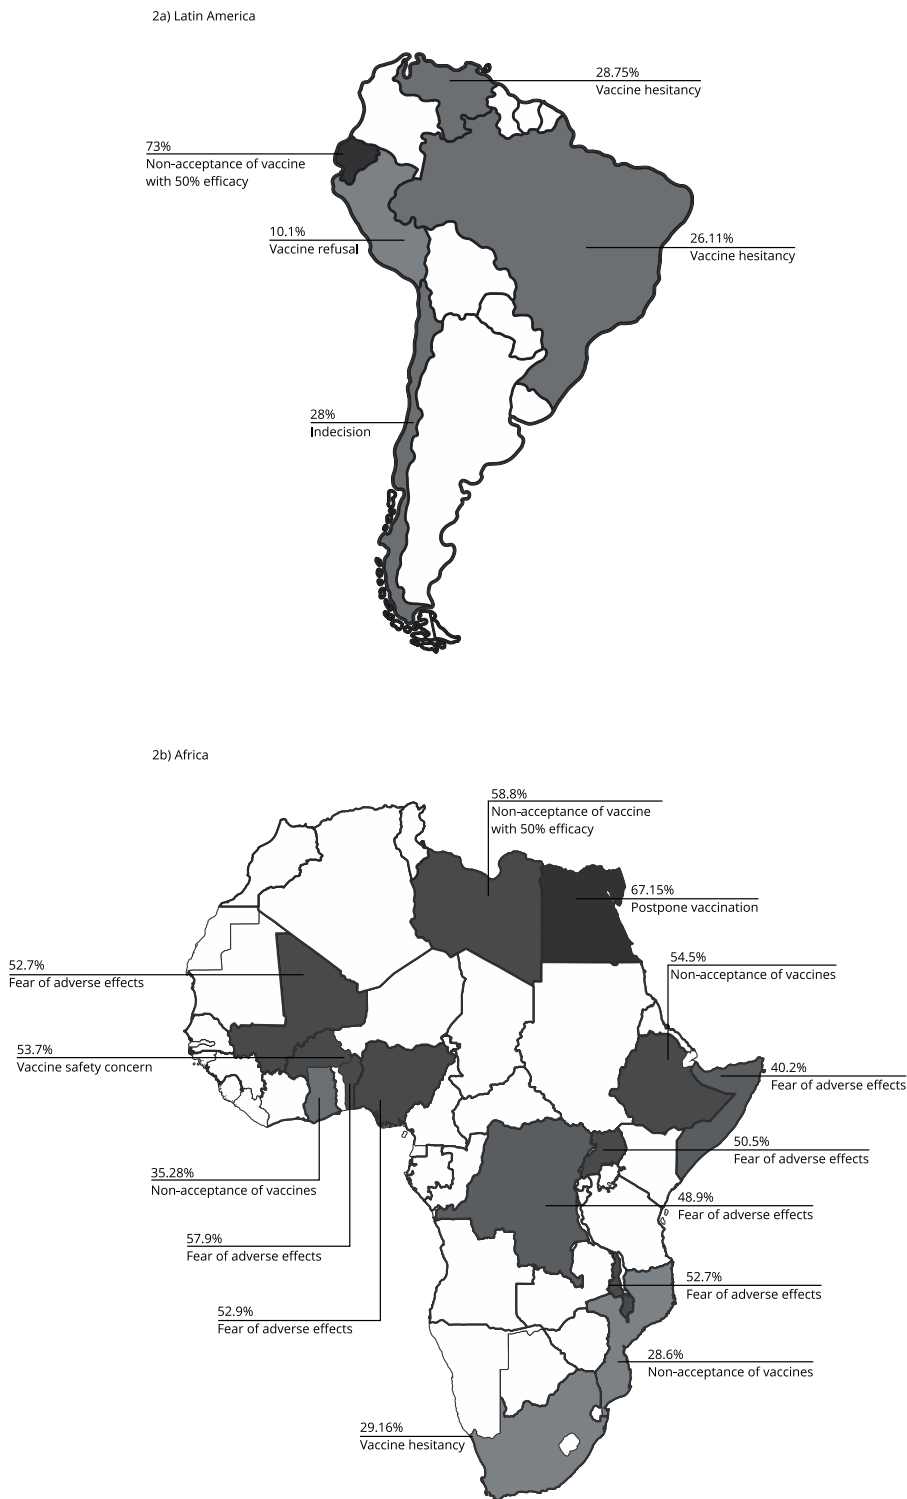 2a) Latin America
28.75%
Vaccine hesitancy
73%
Non-acceptance of vaccine
with 50% efficacy
10.1%
Vaccine refusal
26.11%
Vaccine hesitancy
28%
Indecision
2b) Africa
58.8%
Non-acceptance of vaccine
with 50% efficacy
67.15%
Postpone vaccination
54.5%
Non-acceptance of vaccines
52.7%
Fear of adverse effects
53.7%
Vaccine safety concern
40.2%
Fear of adverse effects
50.5%
Fear of adverse effects
35.28%
Non-acceptance of vaccines
48.9%
Fear of adverse effects
57.9%
Fear of adverse effects
52.7%
Fear of adverse effects
52.9%
Fear of adverse effects
28.6%
Non-acceptance of vaccines
29.16%
Vaccine hesitancy